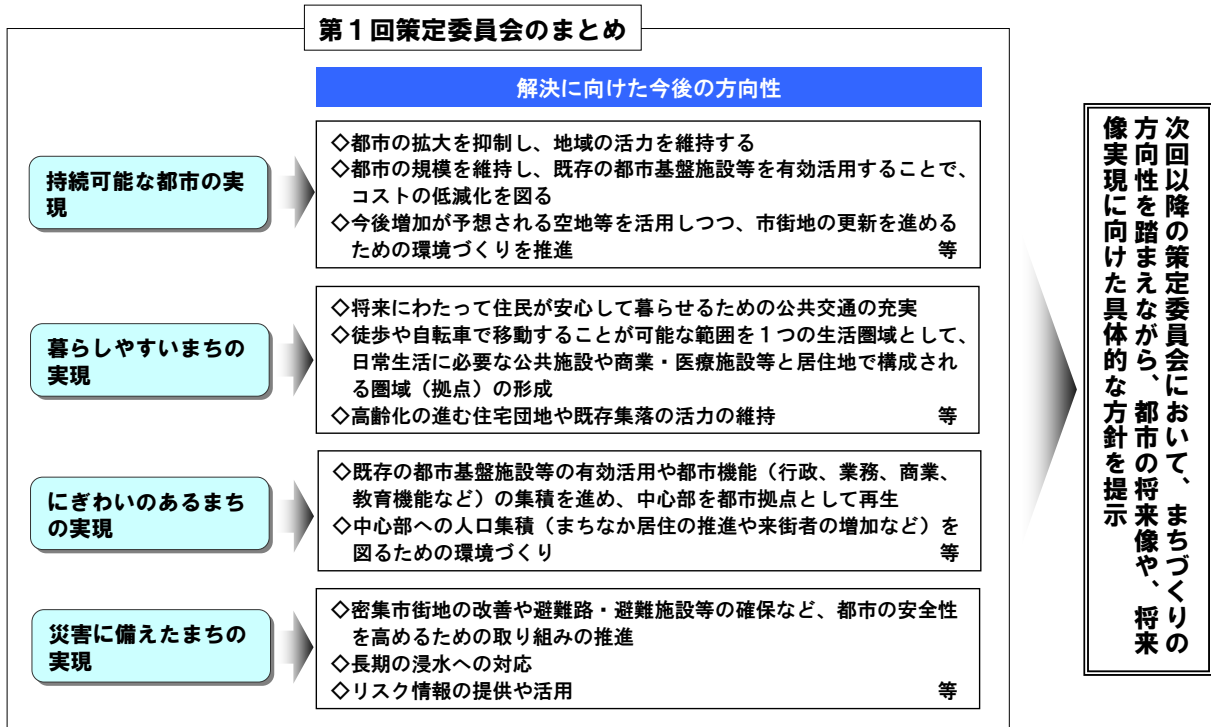 第１回策定委員会のまとめ
解決に向けた今後の方向性
持続可能な都市の実
現
◇都市の拡大を抑制し、地域の活力を維持する
◇都市の規模を維持し、既存の都市基盤施設等を有効活用することで、
コストの低減化を図る
◇今後増加が予想される空地等を活用しつつ、市街地の更新を進める
ための環境づくりを推進 等
暮らしやすいまちの
実現
◇将来にわたって住民が安心して暮らせるための公共交通の充実
◇徒歩や自転車で移動することが可能な範囲を１つの生活圏域として、
日常生活に必要な公共施設や商業・医療施設等と居住地で構成され
る圏域（拠点）の形成
◇高齢化の進む住宅団地や既存集落の活力の維持 等
にぎわいのあるまち
の実現
◇既存の都市基盤施設等の有効活用や都市機能（行政、業務、商業、
教育機能など）の集積を進め、中心部を都市拠点として再生
◇中心部への人口集積（まちなか居住の推進や来街者の増加など）を
図るための環境づくり 等
災害に備えたまちの
実現
◇密集市街地の改善や避難路・避難施設等の確保など、都市の安全性
を高めるための取り組みの推進
◇長期の浸水への対応
◇リスク情報の提供や活用 等
次回以降の策定委員会において、まちづくりの
方向性を踏まえながら、都市の将来像や、将来
像実現に向けた具体的な方針を提示